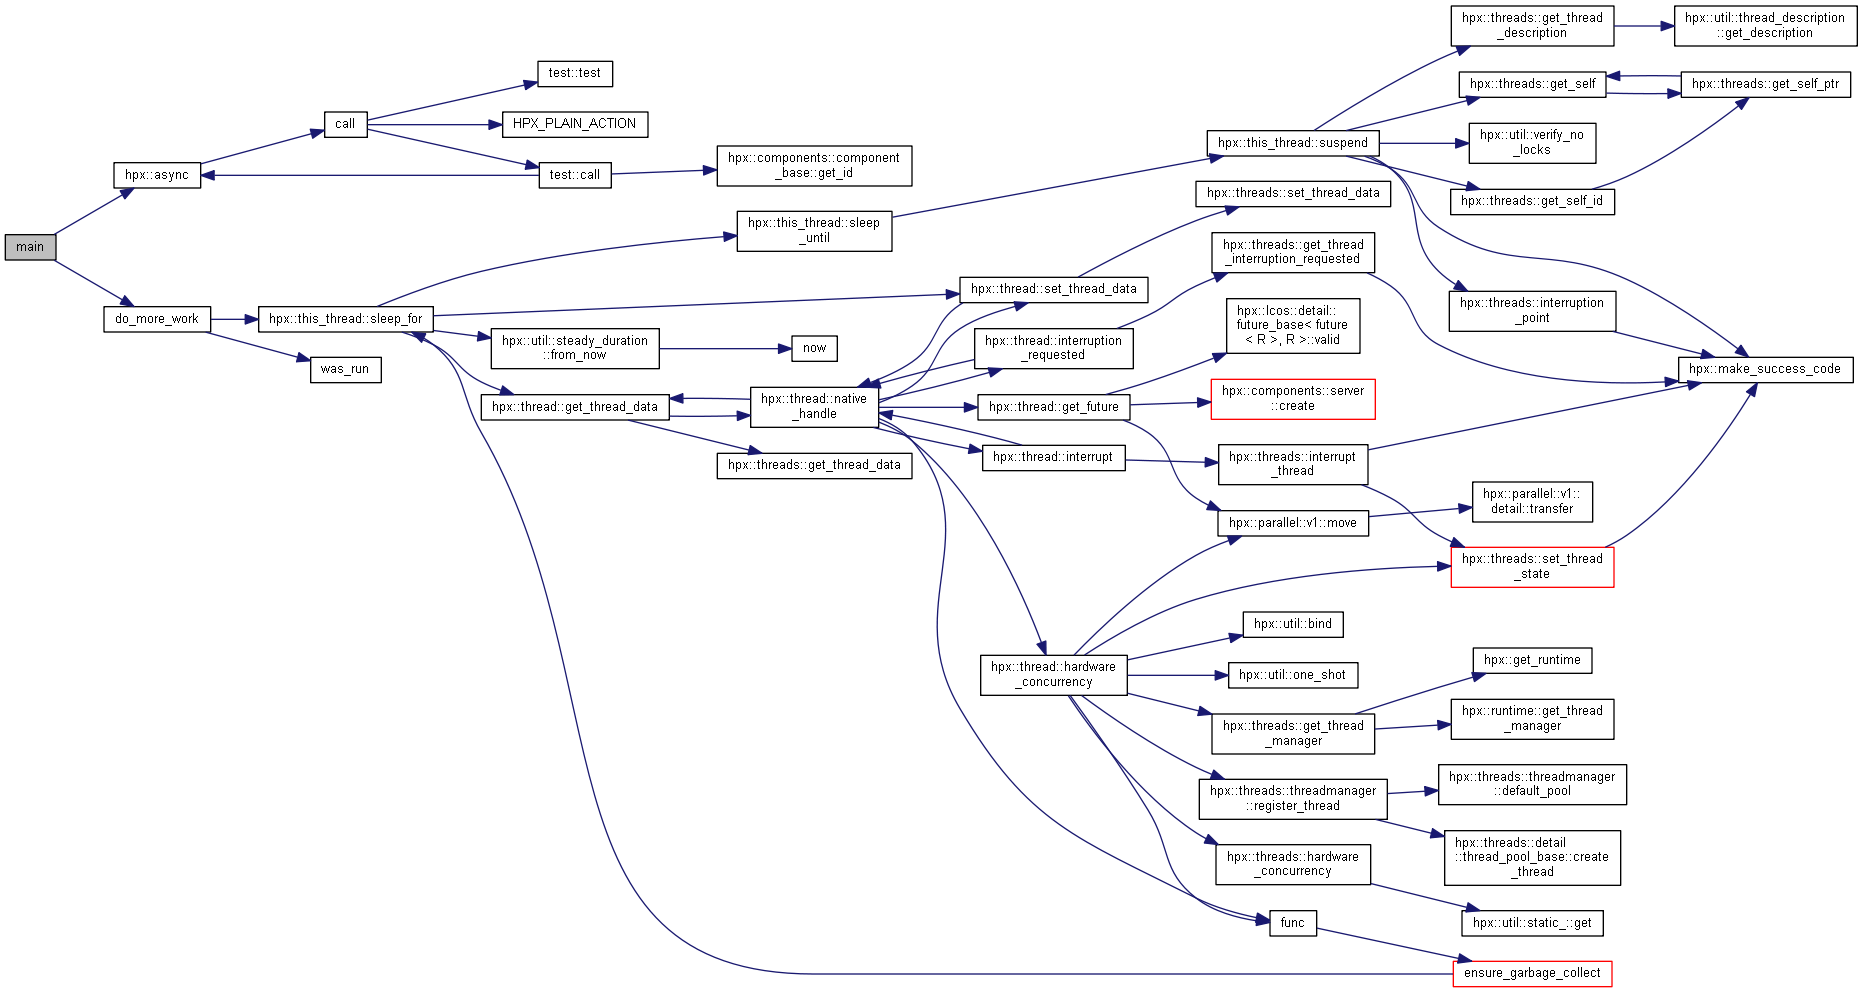 main
hpx::async
do_more_work
call
hpx::this_thread::sleep_for
was_run
test::test
HPX_PLAIN_ACTION
test::call
hpx::components::component
_base::get_id
hpx::this_thread::sleep
_until
hpx::util::steady_duration
::from_now
now
hpx::thread::get_thread_data
hpx::thread::native
_handle
hpx::threads::get_thread_data
hpx::thread::set_thread_data
hpx::thread::interruption
_requested
hpx::thread::get_future
hpx::thread::interrupt
hpx::thread::hardware
_concurrency
hpx::this_thread::suspend
hpx::threads::set_thread_data
hpx::threads::get_thread
_interruption_requested
hpx::lcos::detail::
future_base< future
< R >, R >::valid
hpx::components::server
::create
hpx::threads::interrupt
_thread
hpx::parallel::v1::move
hpx::util::bind
hpx::util::one_shot
hpx::threads::get_thread
_manager
hpx::threads::threadmanager
::register_thread
hpx::threads::hardware
_concurrency
func
hpx::threads::get_thread
_description
hpx::util::thread_description
::get_description
hpx::threads::get_self
hpx::threads::get_self_ptr
hpx::util::verify_no
_locks
hpx::threads::get_self_id
hpx::threads::interruption
_point
hpx::make_success_code
hpx::parallel::v1::
detail::transfer
hpx::threads::set_thread
_state
hpx::get_runtime
hpx::runtime::get_thread
_manager
hpx::threads::threadmanager
::default_pool
hpx::threads::detail
::thread_pool_base::create
_thread
hpx::util::static_::get
ensure_garbage_collect